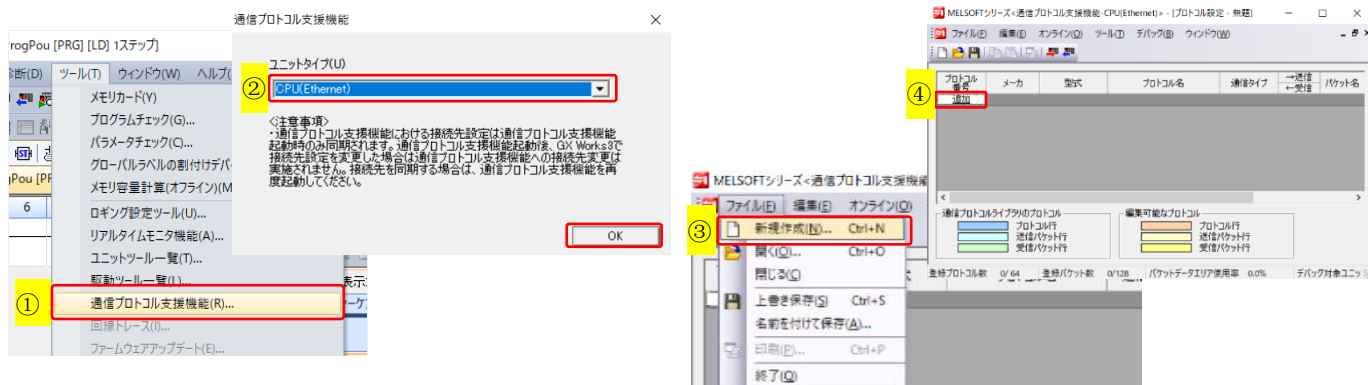 rogPou [PRG] [LD] 1ステップ]
診断(D) ツール(T) ウィンドウ(W) ヘルプ(
メモリカード(Y)
プログラムチェック(G)...
パラメータチェック(C)...
グローバルラベルの割付けデバ
メモリ容量計算(オフライン)(M
ロギング設定ツール(U)...
リアルタイムモニタ機能(A)...
ユニットツール一覧(T)...
駆動ツール一覧(L)...
① 通信プロトコル支援機能(R)...
回線トレース(I)...
ファームウェアアップデート(E)...
Pou [PR
6
表示
通信プロトコル支援機能
ユニットタイプ(U)
② CPU(Ethernet)
<注意事項>
・通信プロトコル支援機能における接続先設定は通信プロトコル支援機能
起動時のみ同期されます。通信プロトコル支援機能起動後、GX Works3で
接続先設定を変更した場合は通信プロトコル支援機能への接続先変更は
実施されません。接続先を同期する場合は、通信プロトコル支援機能を再
度起動してください。
OK
MELSOFTシリーズ<通信プロトコル支援機能
ファイル(F) 編集(E) オンライン(O)
③ 新規作成(N)... Ctrl+N
開く(O)... Ctrl+O
閉じる(C)
上書き保存(S) Ctrl+S
名前を付けて保存(A)...
印刷(P)... Ctrl+P
終了(Q)
MELSOFTシリーズ<通信プロトコル支援機能-CPU(Ethernet)> - [プロトコル設定 - 無題]
ファイル(F) 編集(E) オンライン(O) ツール(T) デバッグ(B) ウィンドウ(W)
プロトコル番号 メーカ 型式 プロトコル名 通信タイプ →送信 ←受信 パケット名
④ 追加
通信プロトコルライブラリのプロトコル
プロトコル行
送信パケット行
受信パケット行
編集可能なプロトコル
プロトコル行
送信パケット行
受信パケット行
登録プロトコル数 0/ 64 登録パケット数 0/128 パケットデータエリア使用率 0.0% デバッグ対象ユニッ